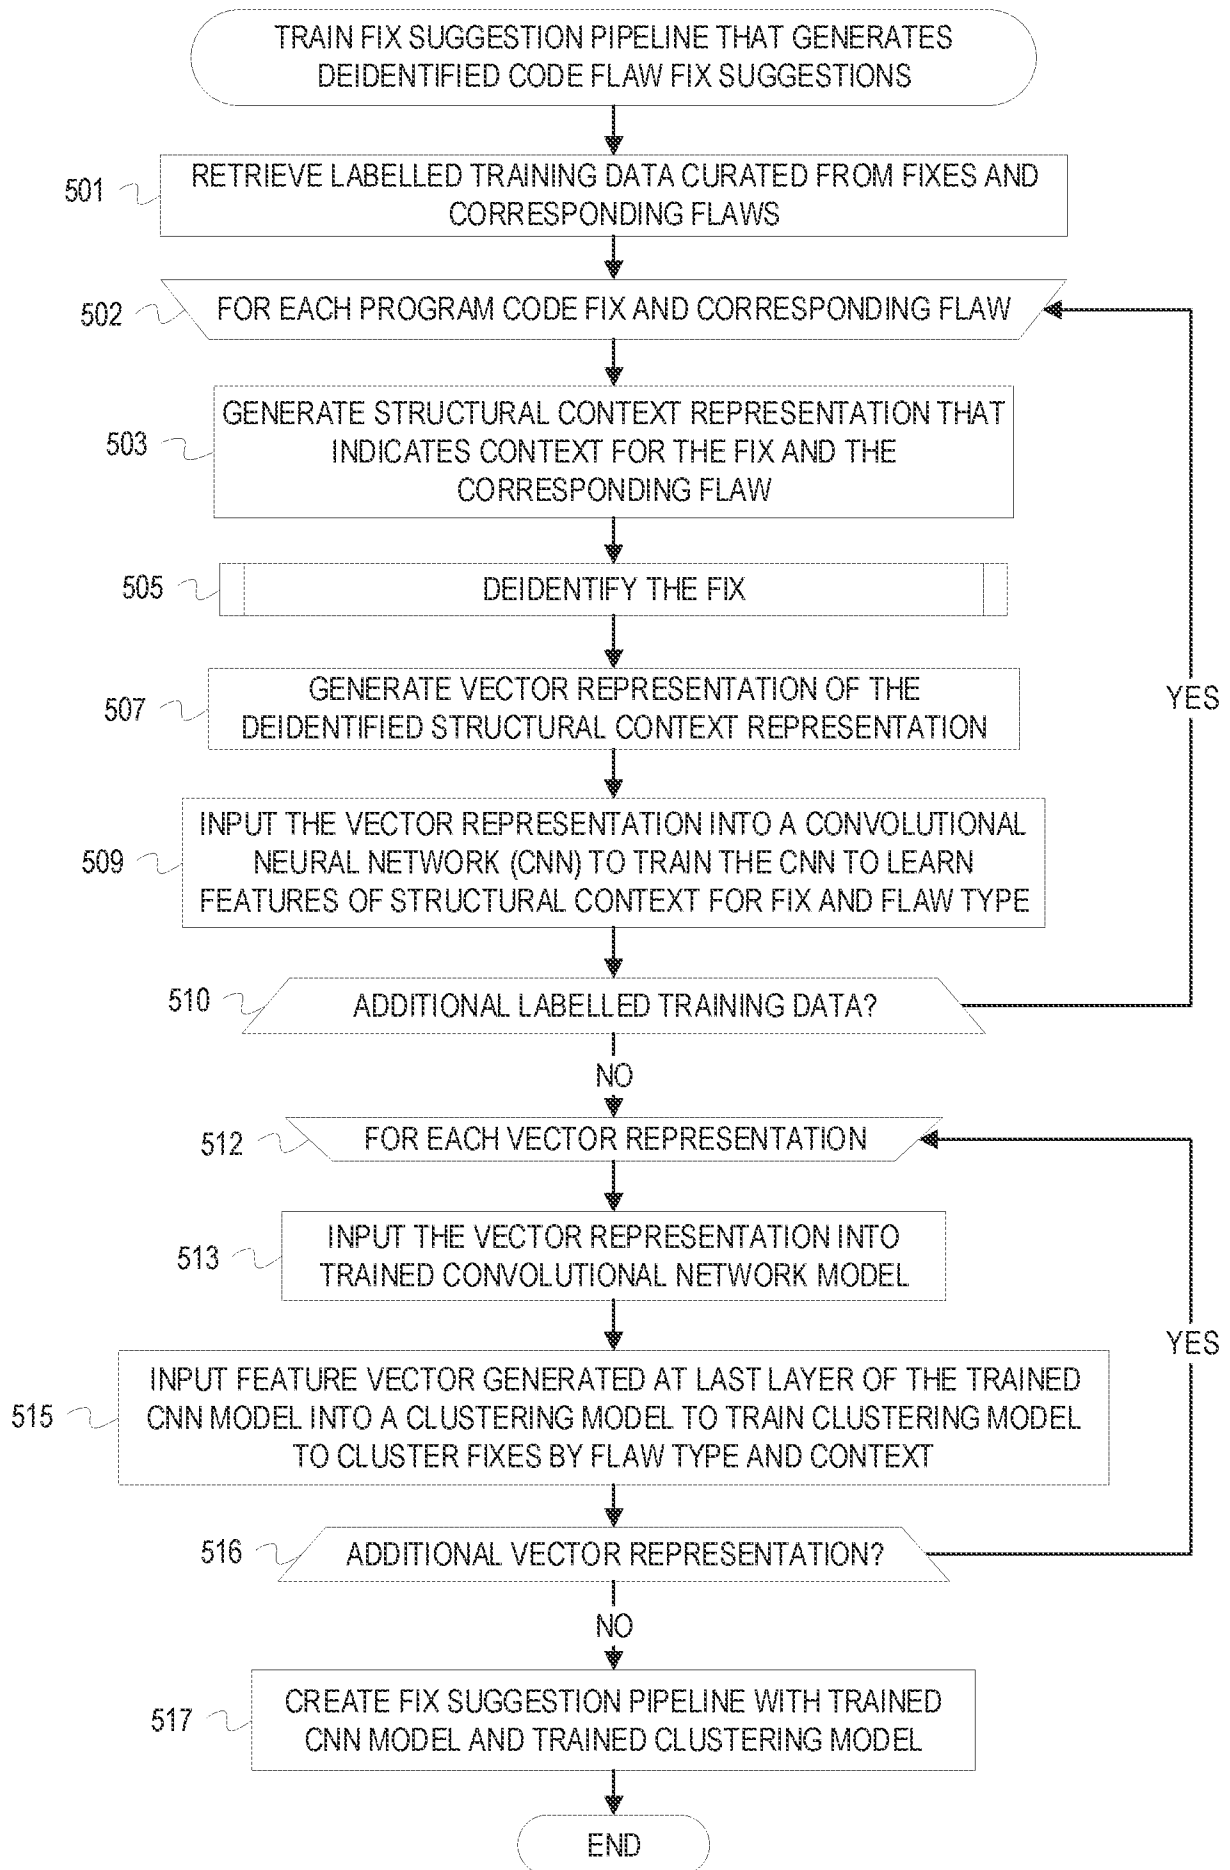 TRAIN FIX SUGGESTION PIPELINE THAT GENERATES
DEIDENTIFIED CODE FLAW FIX SUGGESTIONS
501
RETRIEVE LABELLED TRAINING DATA CURATED FROM FIXES AND
CORRESPONDING FLAWS
502
FOR EACH PROGRAM CODE FIX AND CORRESPONDING FLAW
503
GENERATE STRUCTURAL CONTEXT REPRESENTATION THAT
INDICATES CONTEXT FOR THE FIX AND THE
CORRESPONDING FLAW
505
DEIDENTIFY THE FIX
507
GENERATE VECTOR REPRESENTATION OF THE
DEIDENTIFIED STRUCTURAL CONTEXT REPRESENTATION
YES
509
INPUT THE VECTOR REPRESENTATION INTO A CONVOLUTIONAL
NEURAL NETWORK (CNN) TO TRAIN THE CNN TO LEARN
FEATURES OF STRUCTURAL CONTEXT FOR FIX AND FLAW TYPE
510
ADDITIONAL LABELLED TRAINING DATA?
NO
512
FOR EACH VECTOR REPRESENTATION
513
INPUT THE VECTOR REPRESENTATION INTO
TRAINED CONVOLUTIONAL NETWORK MODEL
YES
515
INPUT FEATURE VECTOR GENERATED AT LAST LAYER OF THE TRAINED
CNN MODEL INTO A CLUSTERING MODEL TO TRAIN CLUSTERING MODEL
TO CLUSTER FIXES BY FLAW TYPE AND CONTEXT
516
ADDITIONAL VECTOR REPRESENTATION?
NO
517
CREATE FIX SUGGESTION PIPELINE WITH TRAINED
CNN MODEL AND TRAINED CLUSTERING MODEL
END